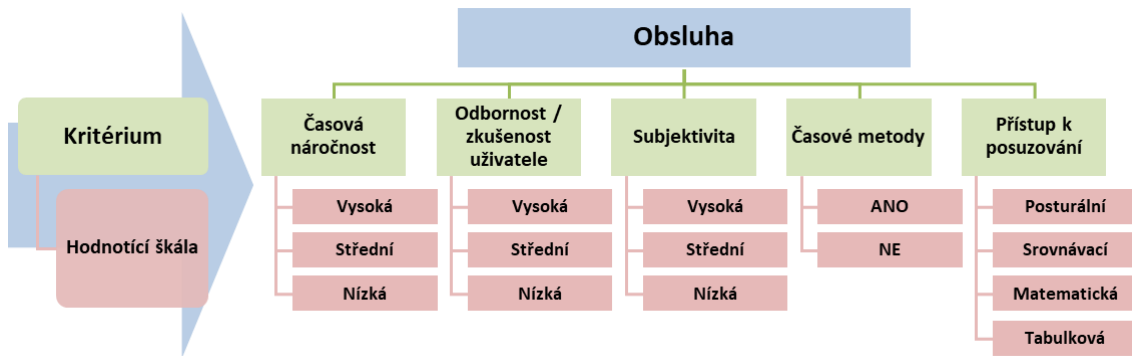 Obsluha
Kritérium
Hodnotící škála
Časová
náročnost
Vysoká
Střední
Nízká
Odbornost /
zkušenost
uživatele
Vysoká
Střední
Nízká
Subjektivita
Vysoká
Střední
Nízká
Časové metody
ANO
NE
Přístup k
posuzování
Posturální
Srovnávací
Matematická
Tabulková